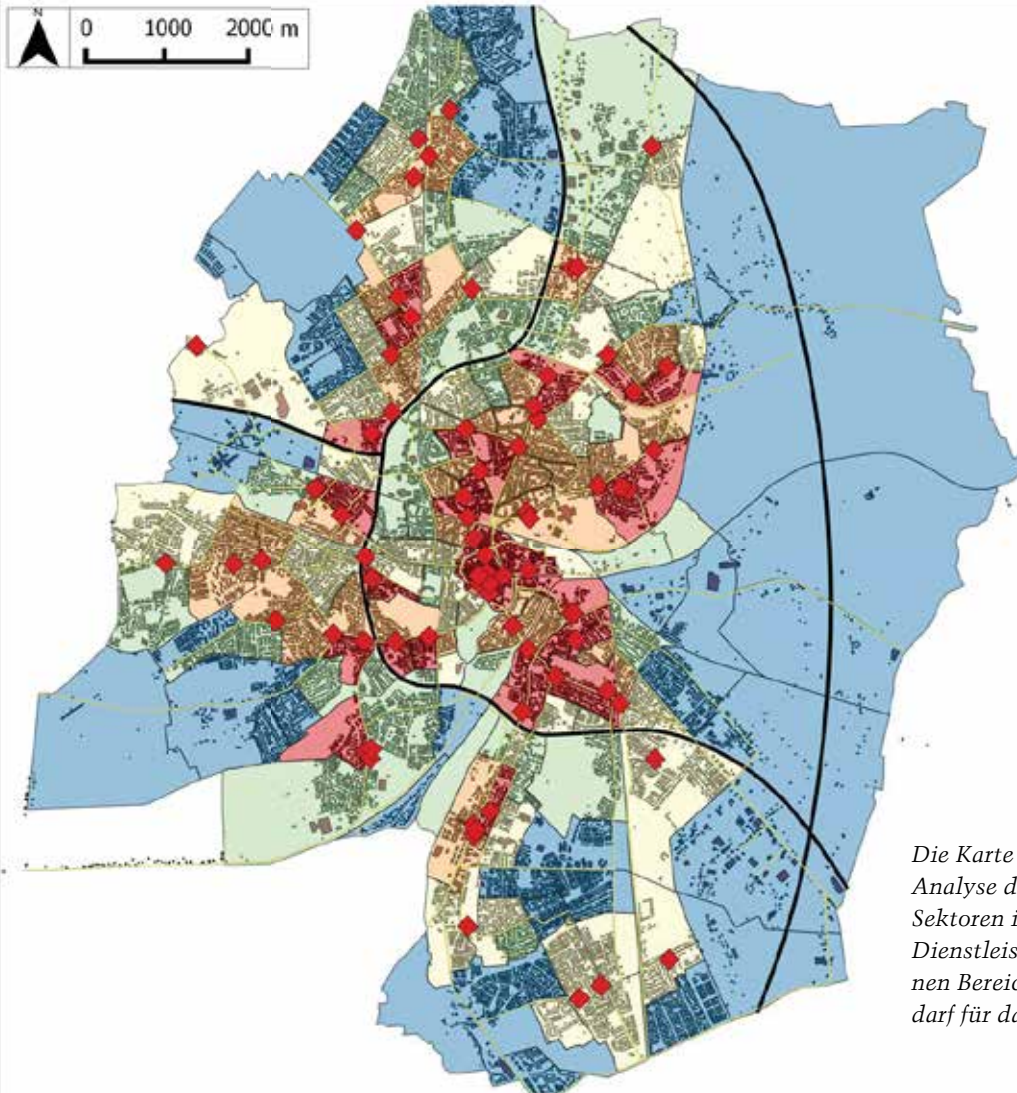 N
0 1000 2000 m
Die Karte
Analyse d
Sektoren i
Dienstleis
nen Bereic
darf für da